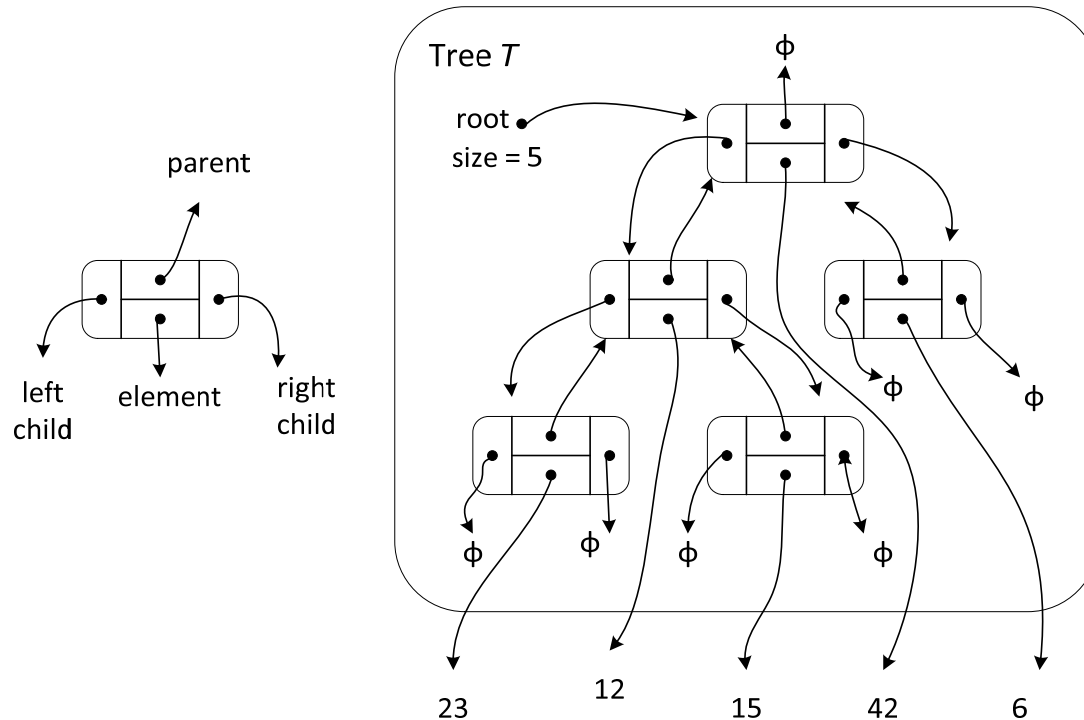 parent
left
child
element
right
child
Tree T
root
size = 5
ϕ
ϕ
ϕ
ϕ
ϕ
ϕ
ϕ
23
12
15
42
6